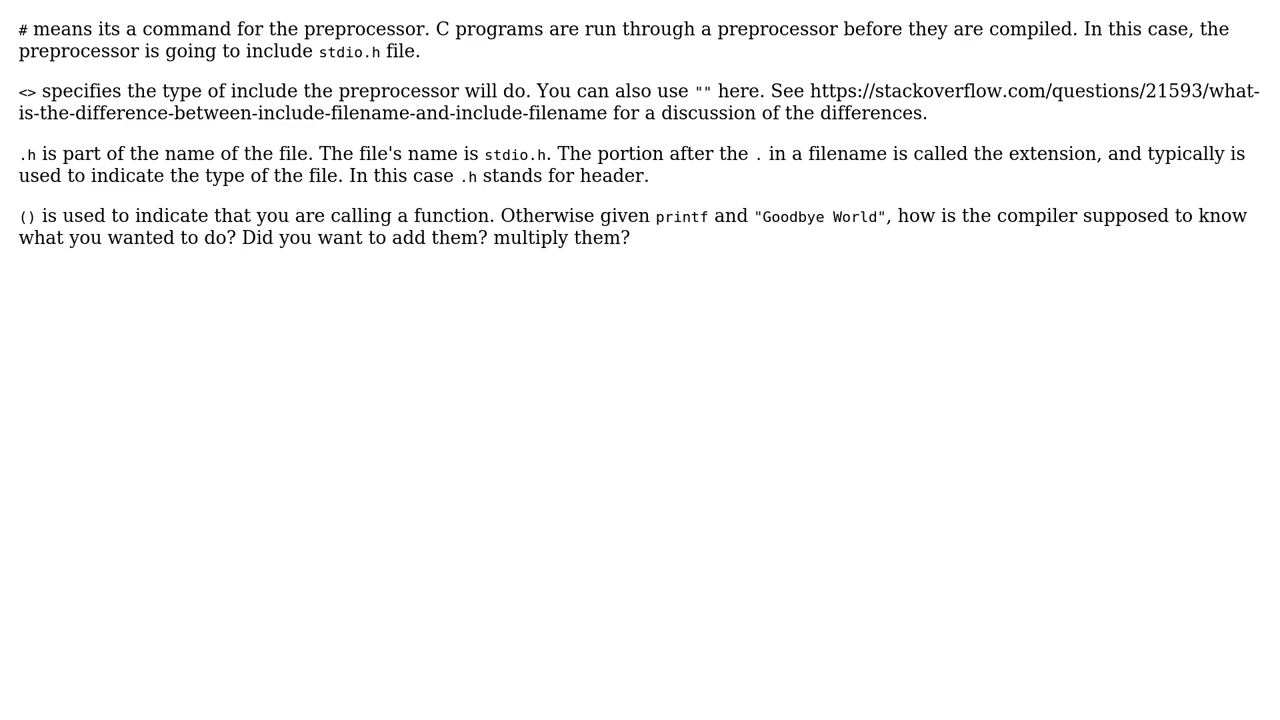 # means its a command for the preprocessor. C programs are run through a preprocessor before they are compiled. In this case, the
preprocessor is going to include stdio.h file.
<> specifies the type of include the preprocessor will do. You can also use "" here. See https://stackoverflow.com/questions/21593/what-
is-the-difference-between-include-filename-and-include-filename for a discussion of the differences.
.h is part of the name of the file. The file's name is stdio.h. The portion after the . in a filename is called the extension, and typically is
used to indicate the type of the file. In this case .h stands for header.
() is used to indicate that you are calling a function. Otherwise given printf and "Goodbye World", how is the compiler supposed to know
what you wanted to do? Did you want to add them? multiply them?